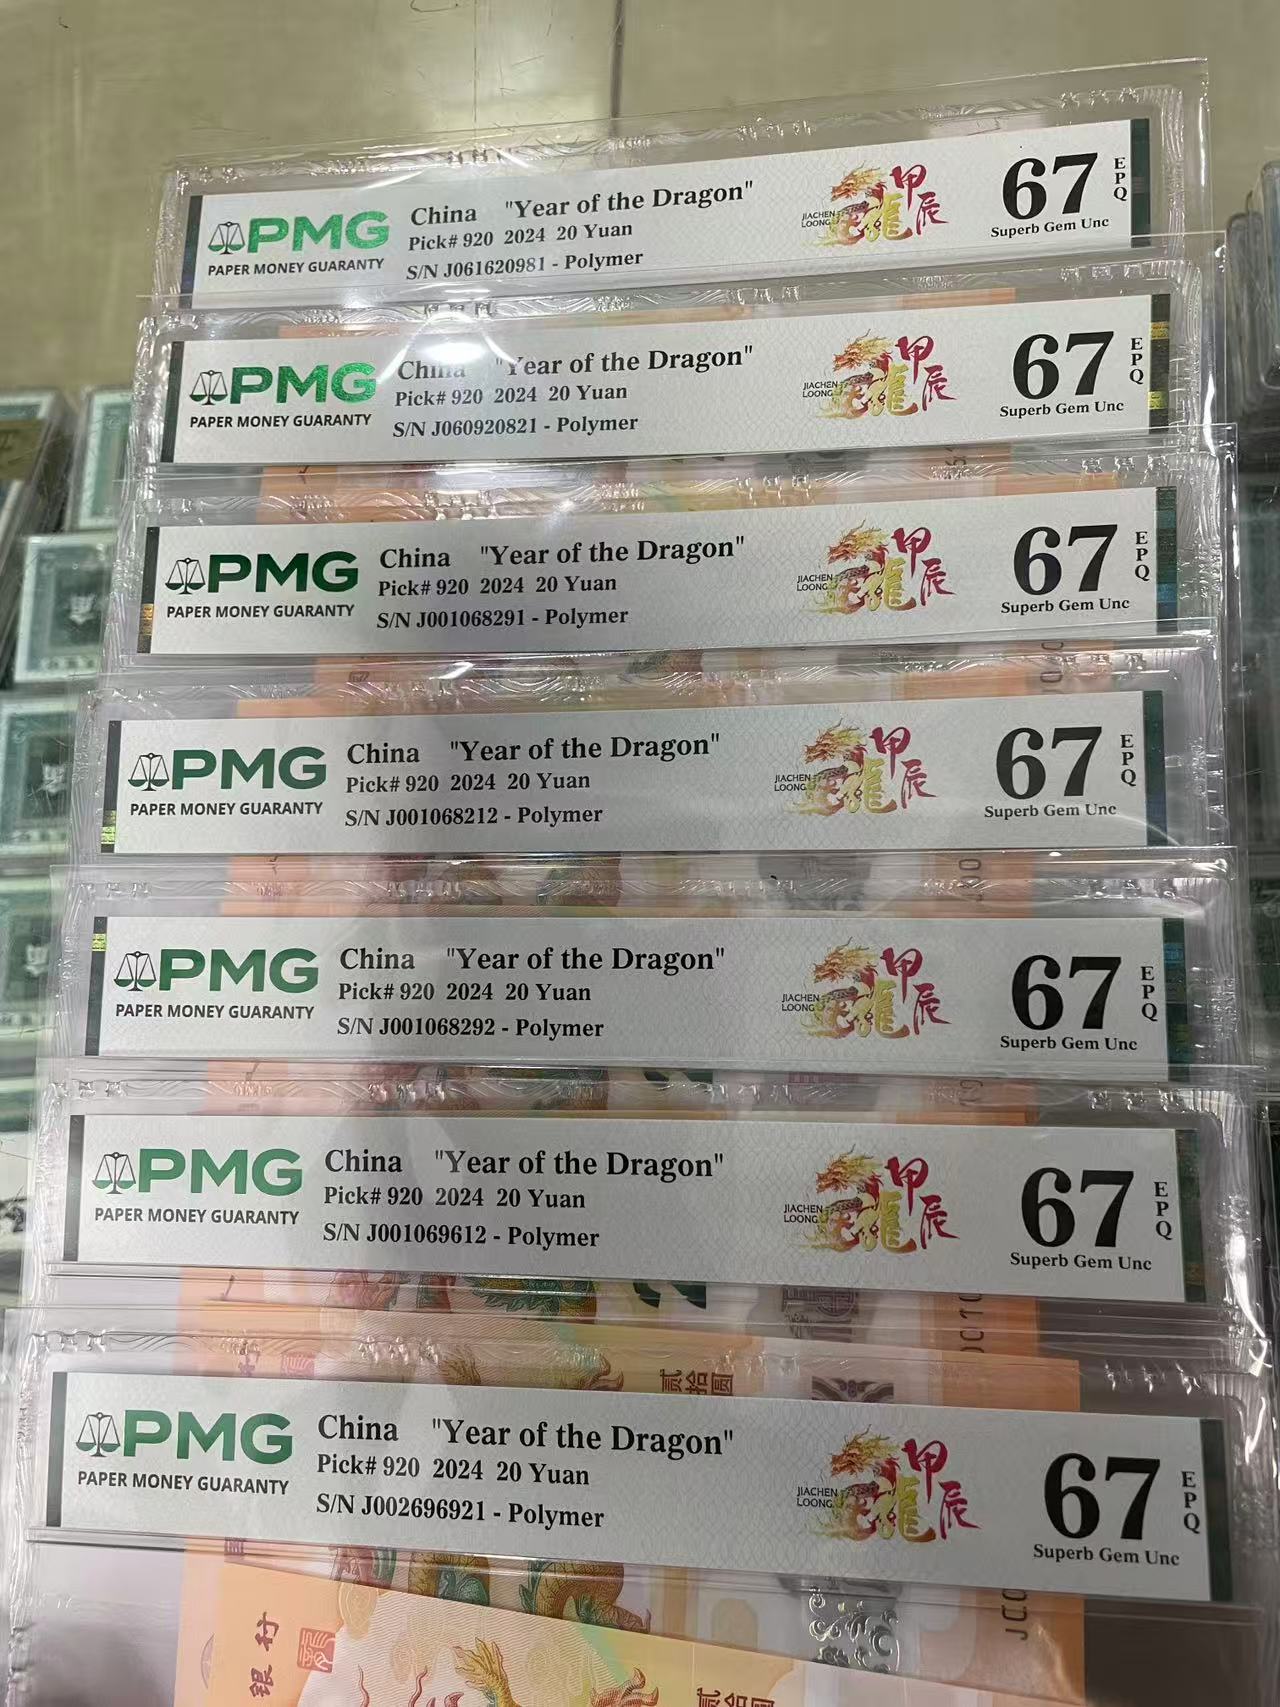 PMG
PAPER MONEY GUARANTY
China "Year of the Dragon"
Pick# 920 2024 20 Yuan
S/N J061620981 - Polymer
JIACHEN
LOONG
甲辰
龍
67
EPQ
Superb Gem Unc
PMG
PAPER MONEY GUARANTY
China "Year of the Dragon"
Pick# 920 2024 20 Yuan
S/N J060920821 - Polymer
JIACHEN
LOONG
甲辰
龍
67
EPQ
Superb Gem Unc
PMG
PAPER MONEY GUARANTY
China "Year of the Dragon"
Pick# 920 2024 20 Yuan
S/N J001068291 - Polymer
JIACHEN
LOONG
甲辰
龍
67
EPQ
Superb Gem Unc
PMG
PAPER MONEY GUARANTY
China "Year of the Dragon"
Pick# 920 2024 20 Yuan
S/N J001068212 - Polymer
JIACHEN
LOONG
甲辰
龍
67
EPQ
Superb Gem Unc
PMG
PAPER MONEY GUARANTY
China "Year of the Dragon"
Pick# 920 2024 20 Yuan
S/N J001068292 - Polymer
JIACHEN
LOONG
甲辰
龍
67
EPQ
Superb Gem Unc
PMG
PAPER MONEY GUARANTY
China "Year of the Dragon"
Pick# 920 2024 20 Yuan
S/N J001069612 - Polymer
JIACHEN
LOONG
甲辰
龍
67
EPQ
Superb Gem Unc
贰拾圆
PMG
PAPER MONEY GUARANTY
China "Year of the Dragon"
Pick# 920 2024 20 Yuan
S/N J002696921 - Polymer
JIACHEN
LOONG
甲辰
龍
67
EPQ
Superb Gem Unc
银行
贰拾圆